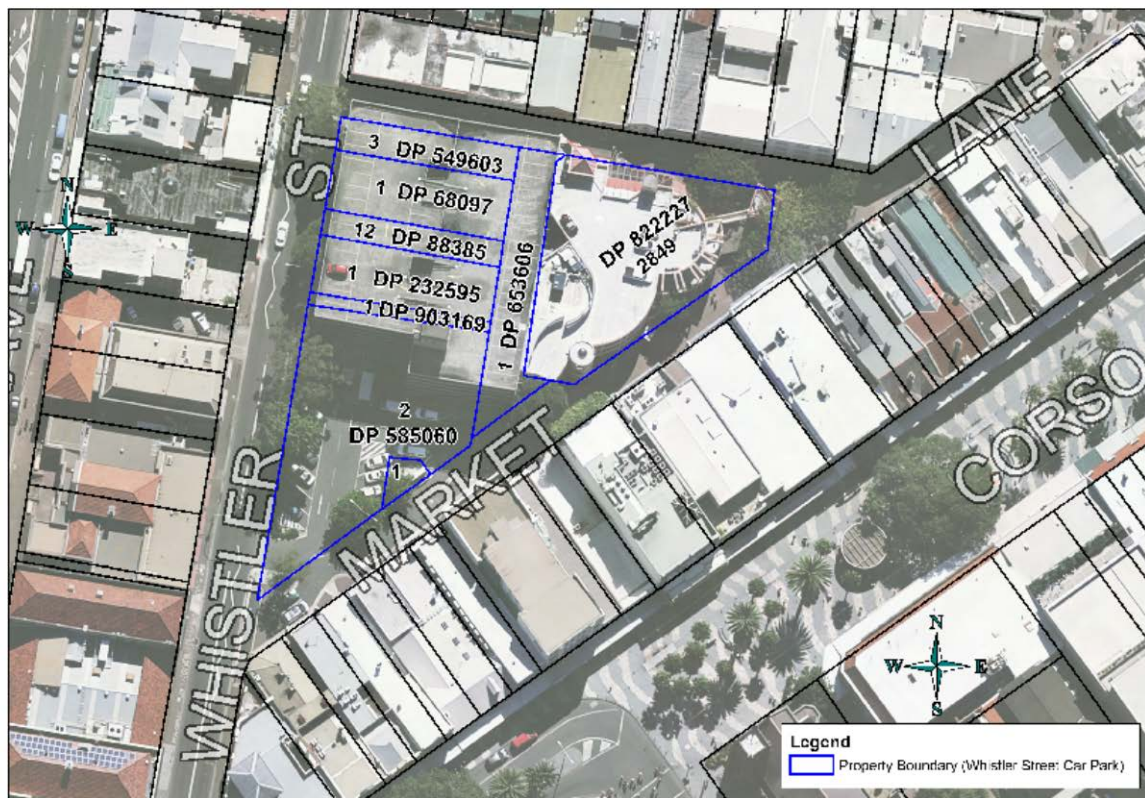 ST
3 DP 549603
1 DP 68097
12 DP 88385
1 DP 232595
1 DP 903169
1 DP 653606
DP 822227
2849
2
DP 585060
1
WHISTLER
MARKET
LANE
CORSO
N
W E
S
N
W E
S
Legend
Property Boundary (Whistler Street Car Park)